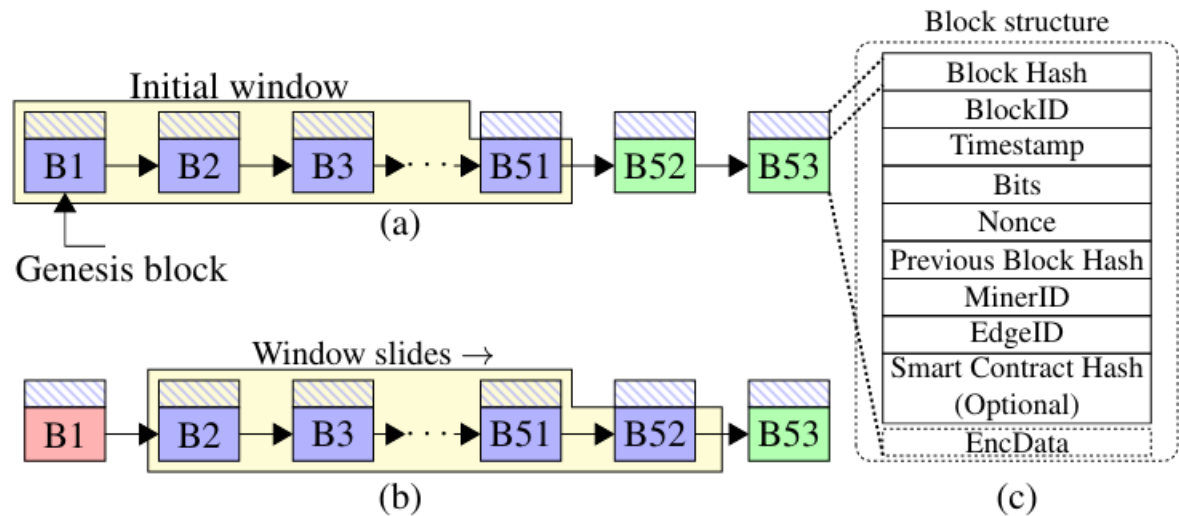 Initial window
B1 B2 B3 ··· B51 B52 B53
(a)
Genesis block
Window slides →
B1 B2 B3 ··· B51 B52 B53
(b)
Block structure
Block Hash
BlockID
Timestamp
Bits
Nonce
Previous Block Hash
MinerID
EdgeID
Smart Contract Hash
(Optional)
EncData
(c)